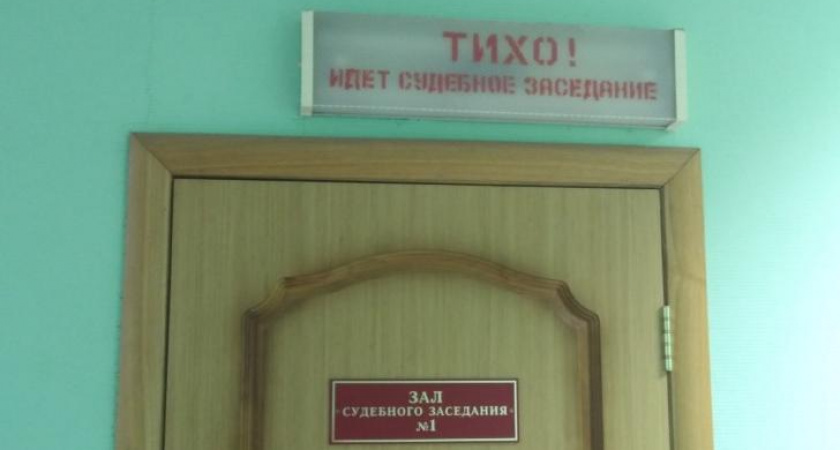 ТИХО!
ИДЕТ СУДЕБНОЕ ЗАСЕДАНИЕ
ЗАЛ
СУДЕБНОГО ЗАСЕДАНИЯ
№1